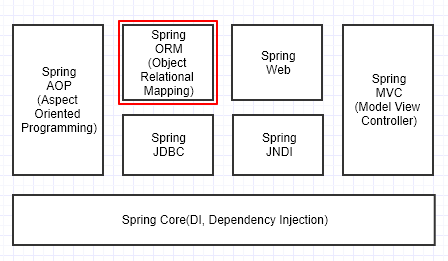 Spring
AOP
(Aspect
Oriented
Programming)
Spring
ORM
(Object
Relational
Mapping)
Spring
Web
Spring
MVC
(Model View
Controller)
Spring
JDBC
Spring
JNDI
Spring Core(DI, Dependency Injection)